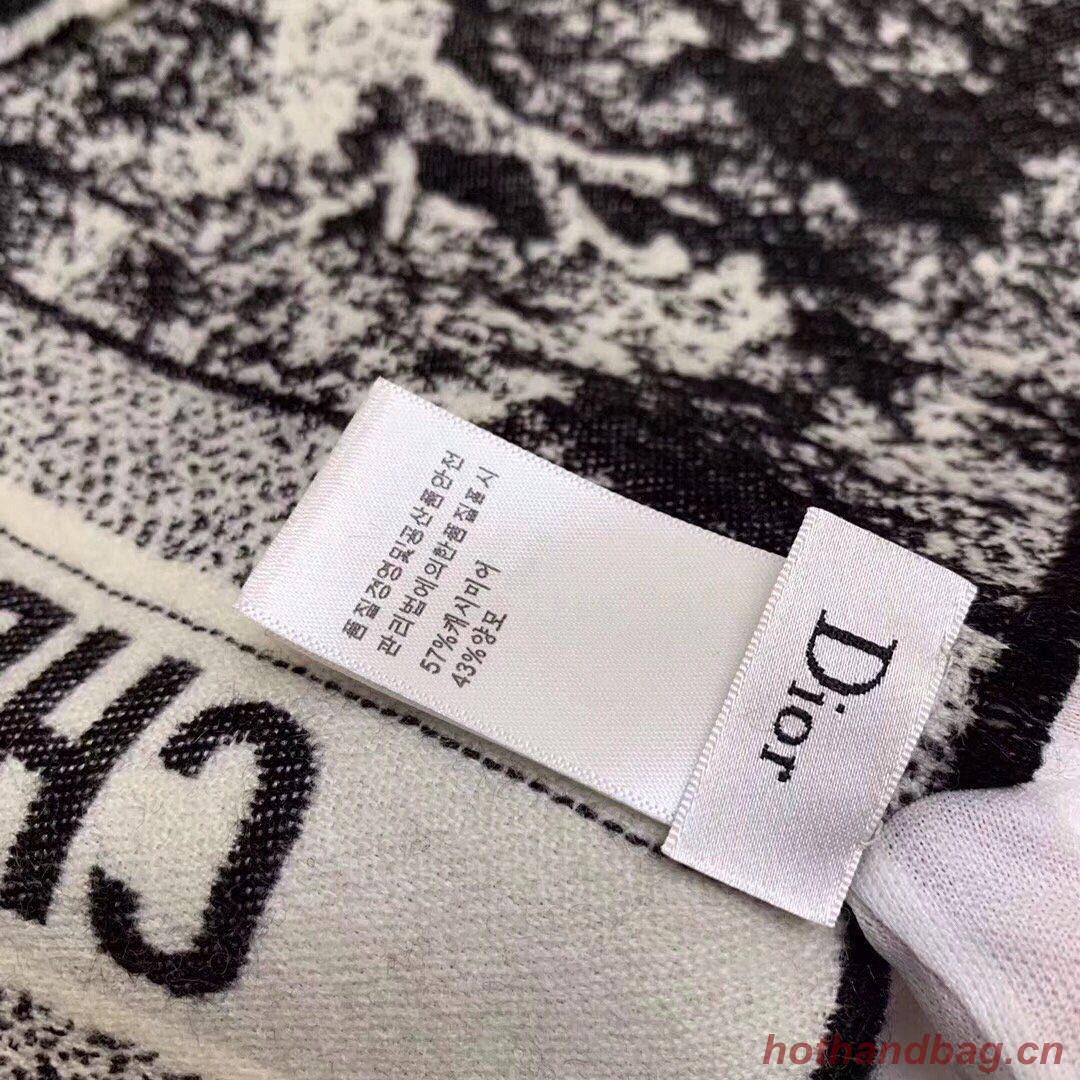 품질경영및공산품안전
관리법에의한품질표시
57%캐시미어
43%양모
Dior
CH
hothandbag.cn